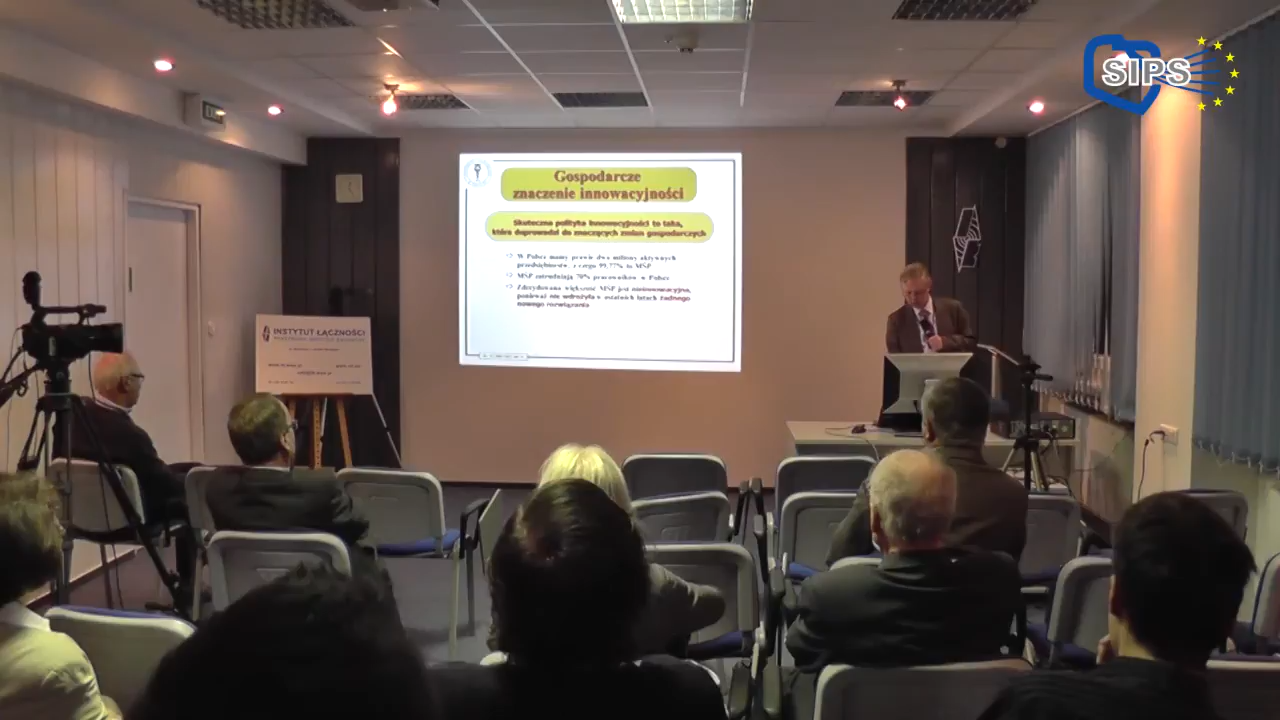 SIPS
Gospodarcze
znaczenie innowacyjności
Skuteczna polityka innowacyjności to taka,
która doprowadzi do znaczących zmian gospodarczych
W Polsce mamy prawie dwa miliony aktywnych
przedsiębiorstw, z czego 99,77% to MŚP
MŚP zatrudniają 70% pracowników w Polsce
Zdecydowana większość MŚP jest nieinnowacyjna,
ponieważ nie wdrożyła w ostatnich latach żadnego
nowego rozwiązania
INSTYTUT ŁĄCZNOŚCI